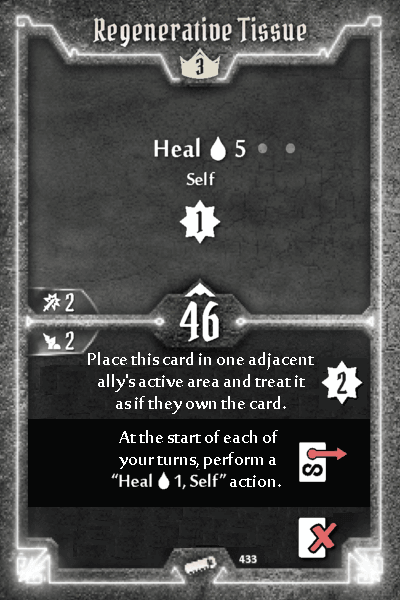 Regenerative Tissue
3
Heal 5
Self
1
2
46
2
Place this card in one adjacent
ally's active area and treat it
as if they own the card.
2
At the start of each of
your turns, perform a
“Heal 1, Self” action.
S
433